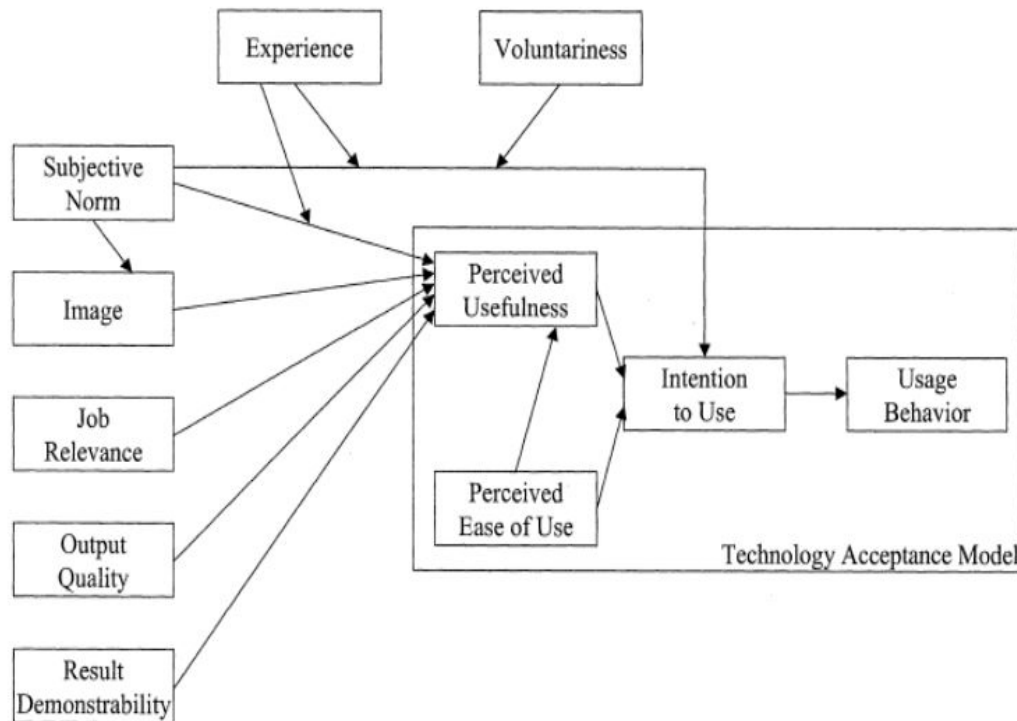 Experience
Voluntariness
Subjective
Norm
Image
Perceived
Usefulness
Intention
to Use
Usage
Behavior
Job
Relevance
Perceived
Ease of Use
Output
Quality
Technology Acceptance Model
Result
Demonstrability